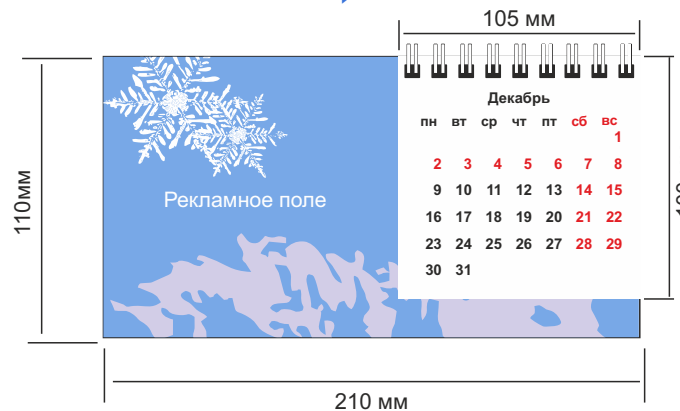 105 мм
Декабрь
пн вт ср чт пт сб вс
1
2 3 4 5 6 7 8
9 10 11 12 13 14 15
16 17 18 19 20 21 22
23 24 25 26 27 28 29
30 31
Рекламное поле
110мм
210 мм